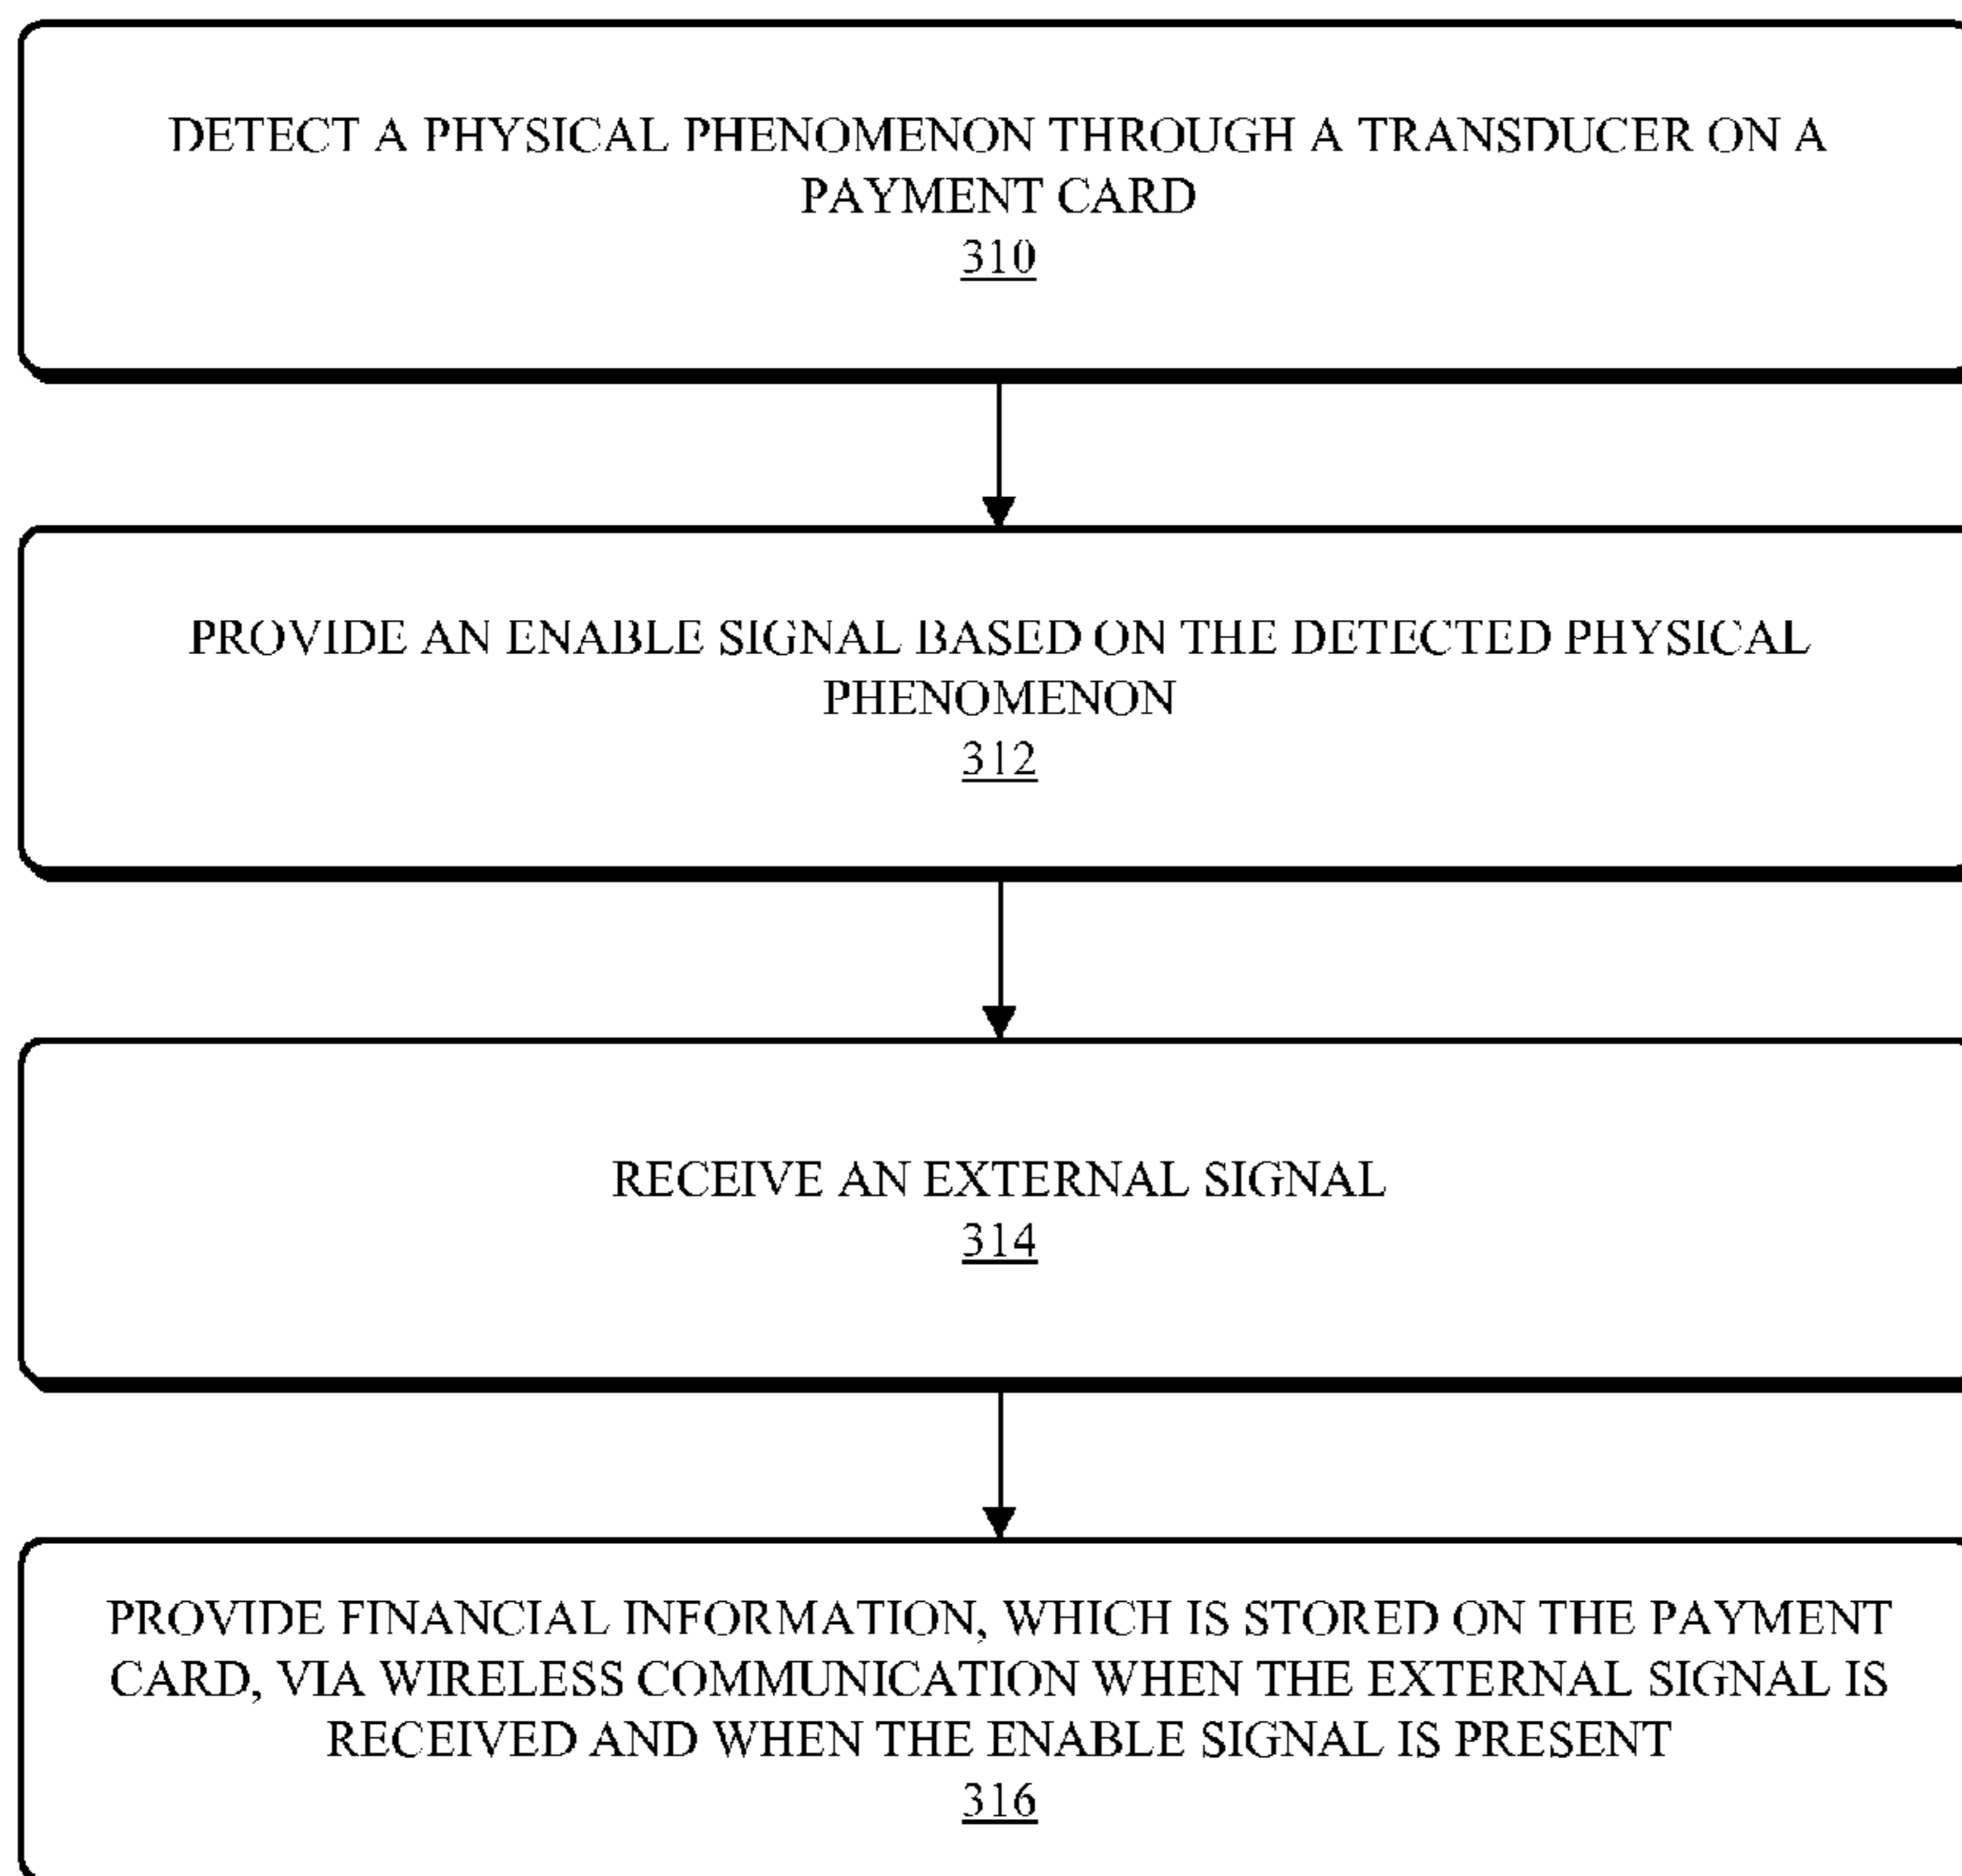 DETECT A PHYSICAL PHENOMENON THROUGH A TRANSDUCER ON A
PAYMENT CARD
310
PROVIDE AN ENABLE SIGNAL BASED ON THE DETECTED PHYSICAL
PHENOMENON
312
RECEIVE AN EXTERNAL SIGNAL
314
PROVIDE FINANCIAL INFORMATION, WHICH IS STORED ON THE PAYMENT
CARD, VIA WIRELESS COMMUNICATION WHEN THE EXTERNAL SIGNAL IS
RECEIVED AND WHEN THE ENABLE SIGNAL IS PRESENT
316